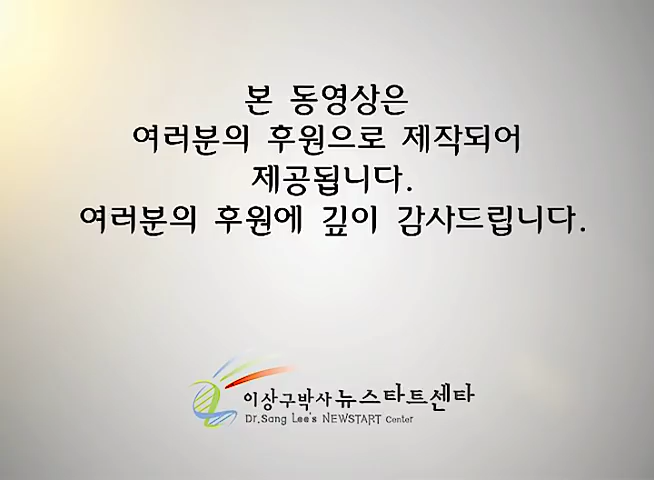 본 동영상은
여러분의 후원으로 제작되어
제공됩니다.
여러분의 후원에 깊이 감사드립니다.
이상구박사 뉴스타트센타
Dr.Sang Lee's NEWSTART Center